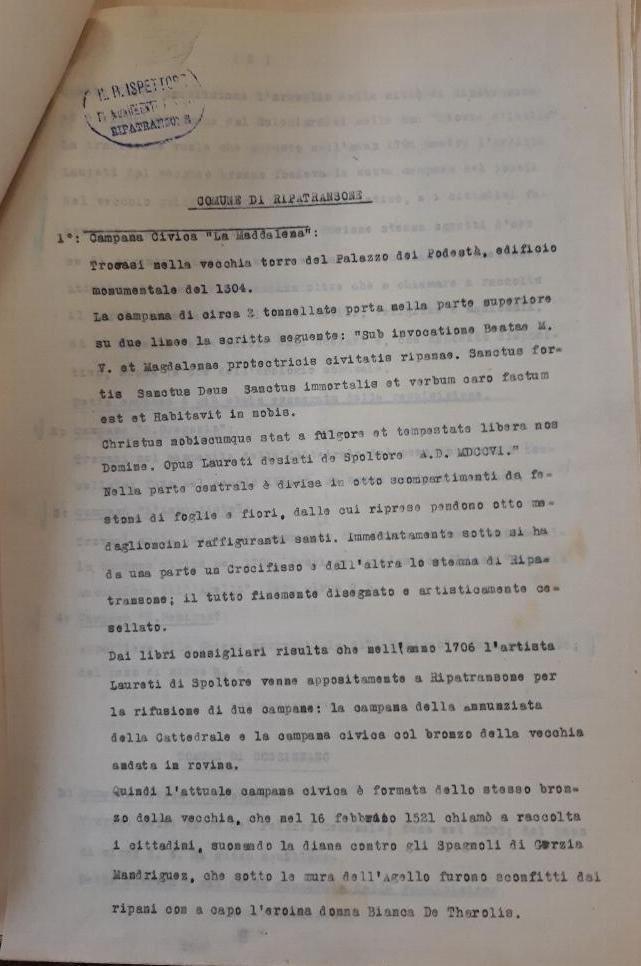 IL R. ISPETTORE
RIPATRANSONE
COMUNE DI RIPATRANSONE
1°: Campana Civica "La Maddalena":
Trovasi nella vecchia torre del Palazzo del Podestà, edificio
monumentale del 1304.
La campana di circa 2 tonnellate porta nella parte superiore
su due linee la scritta seguente: "Sub invocatione Beatae M.
V. et Magdalenae protectricis civitatis ripanae. Sanctus for=
tis Sanctus Deus Sanctus immortalis et verbum caro factum
est et Habitavit in nobis.
Christus nobiscumque stat a fùlgore et tempestate libera nos
Domine. Opus Laureti desiati de Spoltore A.D. MDCCVI."
Nella parte centrale è divisa in otto scompartimenti da fe=
stoni di foglie e fiori, dalle cui riprese pendono otto me=
daglioncini raffiguranti santi. Immediatamente sotto si ha
da una parte un Crocifisso e dall'altra lo stemma di Ripa=
transone; il tutto finemente disegnato e artisticamente ce=
sellato.
Dai libri consigliari risulta che nell'anno 1706 l'artista
Laureti di Spoltore venne appositamente a Ripatransone per
la rifusione di due campane: la campana della Annunziata
della Cattedrale e la campana civica col bronzo della vecchia
andata in rovina.
Quindi l'attuale campana civica è formata dello stesso bron=
zo della vecchia, che nel 16 febbraio 1521 chiamò a raccolta
i cittadini, suonando la diana contro gli Spagnoli di Garzia
Mandriguez, che sotto le mura dell'Agello furono sconfitti dai
ripani con a capo l'eroina donna Bianca De Tharolis.